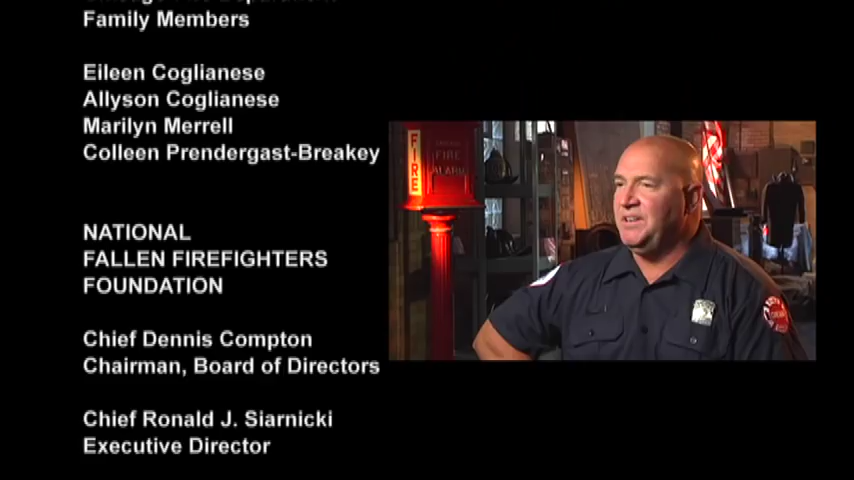 Family Members
Eileen Coglianese
Allyson Coglianese
Marilyn Merrell
Colleen Prendergast-Breakey
NATIONAL
FALLEN FIREFIGHTERS
FOUNDATION
Chief Dennis Compton
Chairman, Board of Directors
Chief Ronald J. Siarnicki
Executive Director
FIRE
FIRE
ALARM